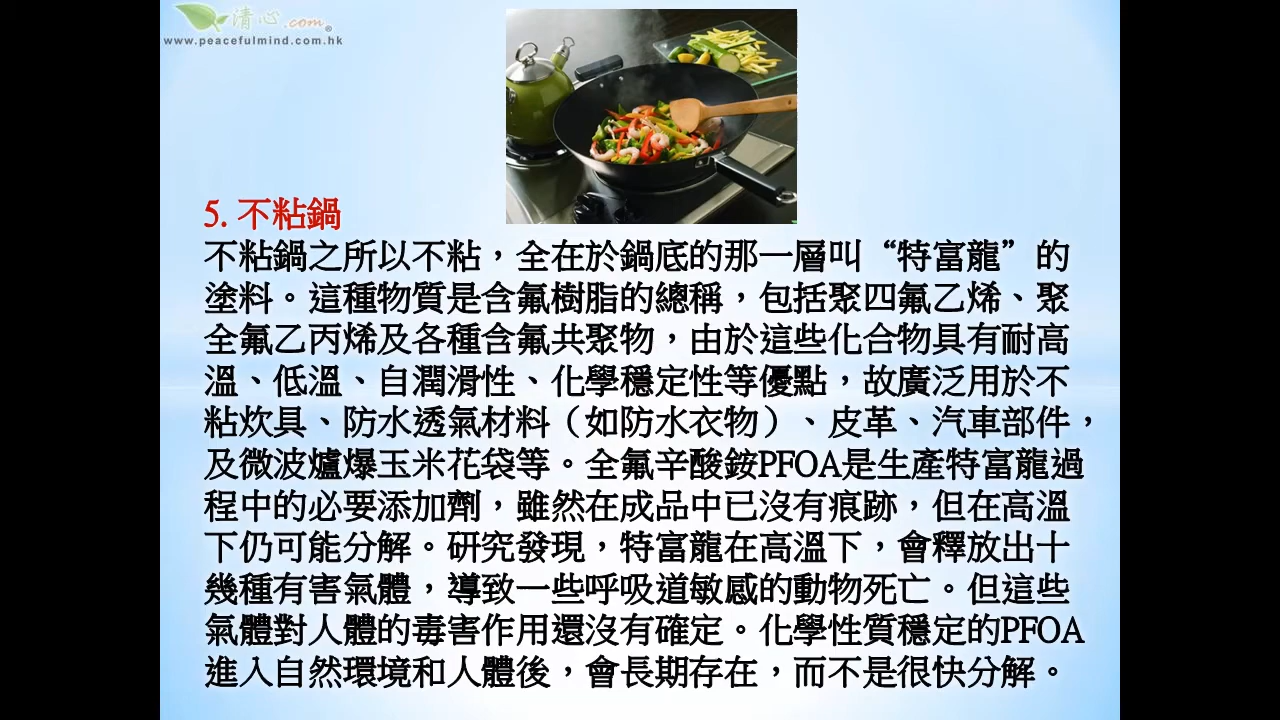 清心.com®
www.peacefulmind.com.hk
5. 不粘鍋
不粘鍋之所以不粘，全在於鍋底的那一層叫“特富龍”的
塗料。這種物質是含氟樹脂的總稱，包括聚四氟乙烯、聚
全氟乙丙烯及各種含氟共聚物，由於這些化合物具有耐高
溫、低溫、自潤滑性、化學穩定性等優點，故廣泛用於不
粘炊具、防水透氣材料（如防水衣物）、皮革、汽車部件，
及微波爐爆玉米花袋等。全氟辛酸銨PFOA是生產特富龍過
程中的必要添加劑，雖然在成品中已沒有痕跡，但在高溫
下仍可能分解。研究發現，特富龍在高溫下，會釋放出十
幾種有害氣體，導致一些呼吸道敏感的動物死亡。但這些
氣體對人體的毒害作用還沒有確定。化學性質穩定的PFOA
進入自然環境和人體後，會長期存在，而不是很快分解。